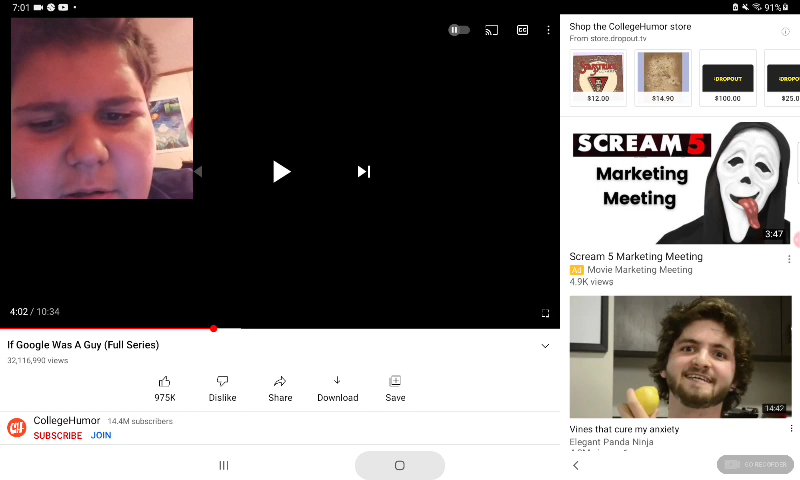 7:01
91%
CC
4:02 / 10:34
If Google Was A Guy (Full Series)
32,116,990 views
975K
Dislike
Share
Download
Save
CollegeHumor 14.4M subscribers
SUBSCRIBE JOIN
Shop the CollegeHumor store
From store.dropout.tv
DROPOUT
$12.00
$14.90
$100.00
SCREAM 5
Marketing
Meeting
3:47
Scream 5 Marketing Meeting
Ad Movie Marketing Meeting
4.9K views
14:42
Vines that cure my anxiety
Elegant Panda Ninja
GO RECORDER